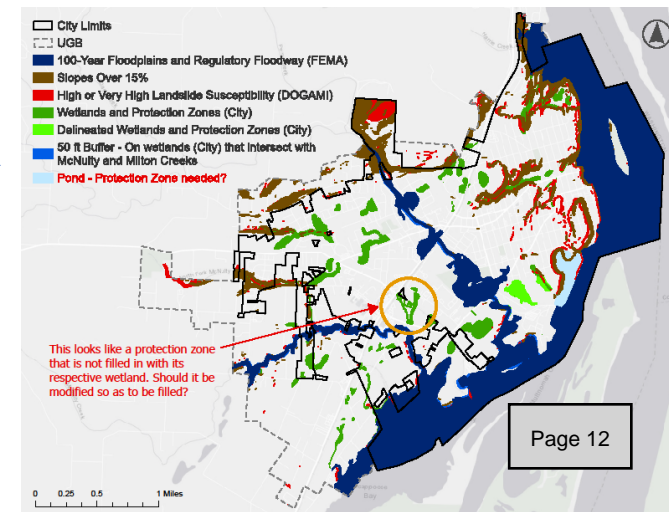 City Limits
UGB
100-Year Floodplains and Regulatory Floodway (FEMA)
Slopes Over 15%
High or Very High Landslide Susceptibility (DOGAMI)
Wetlands and Protection Zones (City)
Delineated Wetlands and Protection Zones (City)
50 ft Buffer - On wetlands (City) that Intersect with
McNulty and Milton Creeks
Pond - Protection Zone needed?
This looks like a protection zone
that is not filled in with its
respective wetland. Should it be
modified so as to be filled?
Page 12
0 0.25 0.5 1 Miles